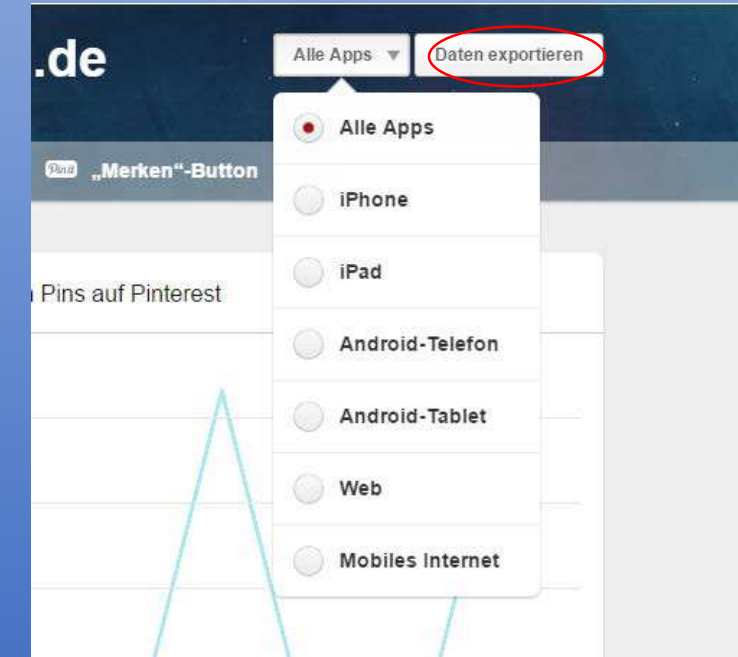 .de
Alle Apps
Daten exportieren
Alle Apps
Pinit „Merken“-Button
iPhone
iPad
Pins auf Pinterest
Android-Telefon
Android-Tablet
Web
Mobiles Internet